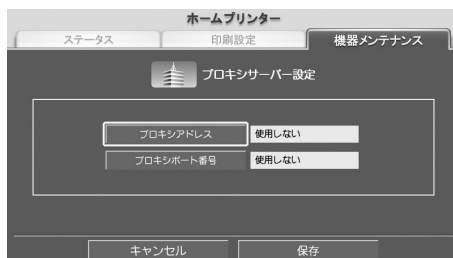 ホームプリンター
ステータス 印刷設定 機器メンテナンス
プロキシサーバー設定
プロキシアドレス 使用しない
プロキシポート番号 使用しない
キャンセル 保存